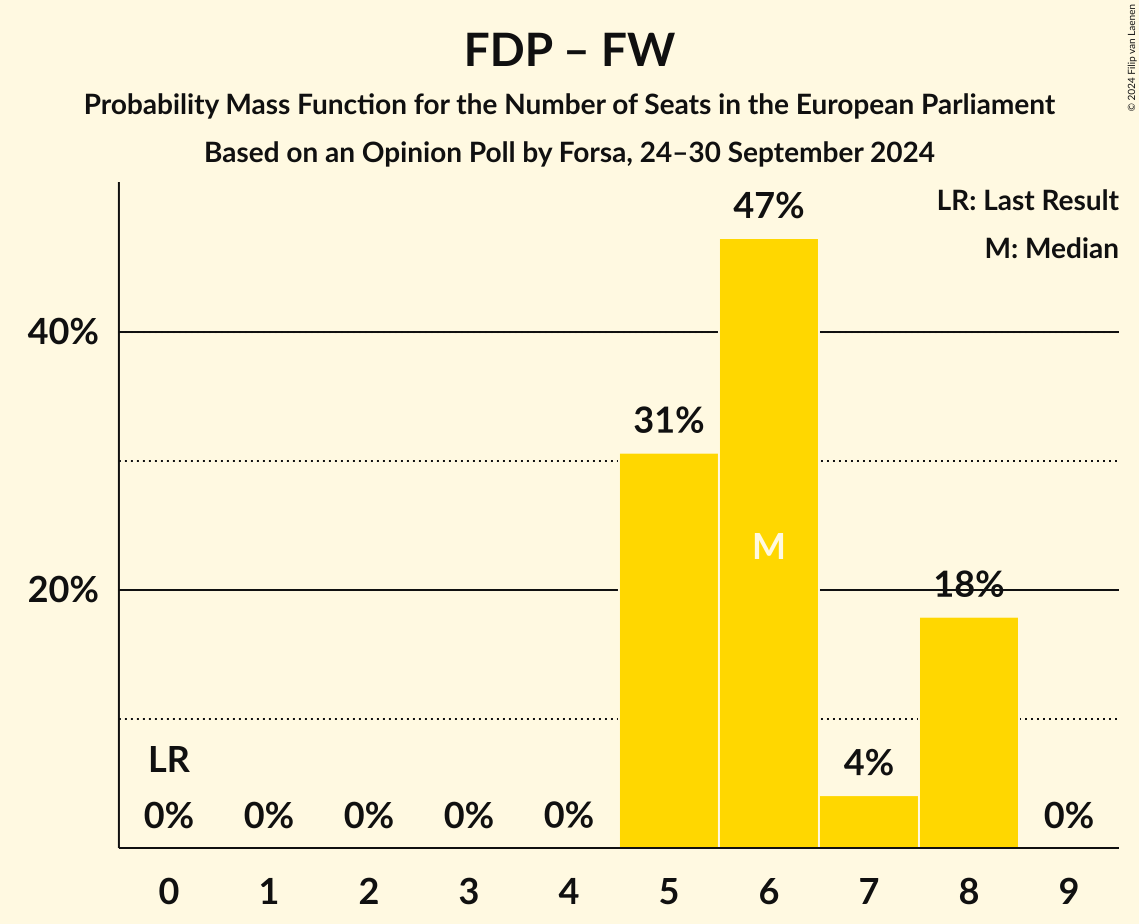 FDP – FW
Probability Mass Function for the Number of Seats in the European Parliament
Based on an Opinion Poll by Forsa, 24–30 September 2024
© 2024 Filip van Laenen
LR: Last Result
M: Median
47%
40%
31%
M
20%
18%
LR
4%
0% 0% 0% 0% 0% 0%
0 1 2 3 4 5 6 7 8 9